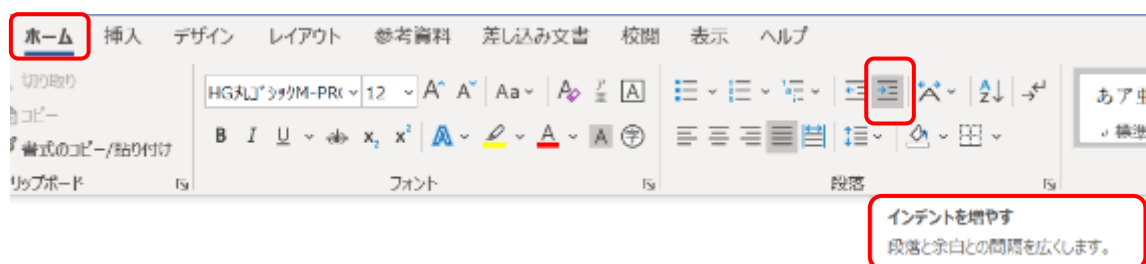 ホーム 挿入 デザイン レイアウト 参考資料 差し込み文書 校閲 表示 ヘルプ
切り取り
コピー
書式のコピー/貼り付け
リップボード
HG丸ｺﾞｼｯｸM-PR( 12 A A Aa A A
B I U ab x₂ x² A A A 字
フォント
A Z
段落
あア
標準
インデントを増やす
段落と余白との間隔を広くします。